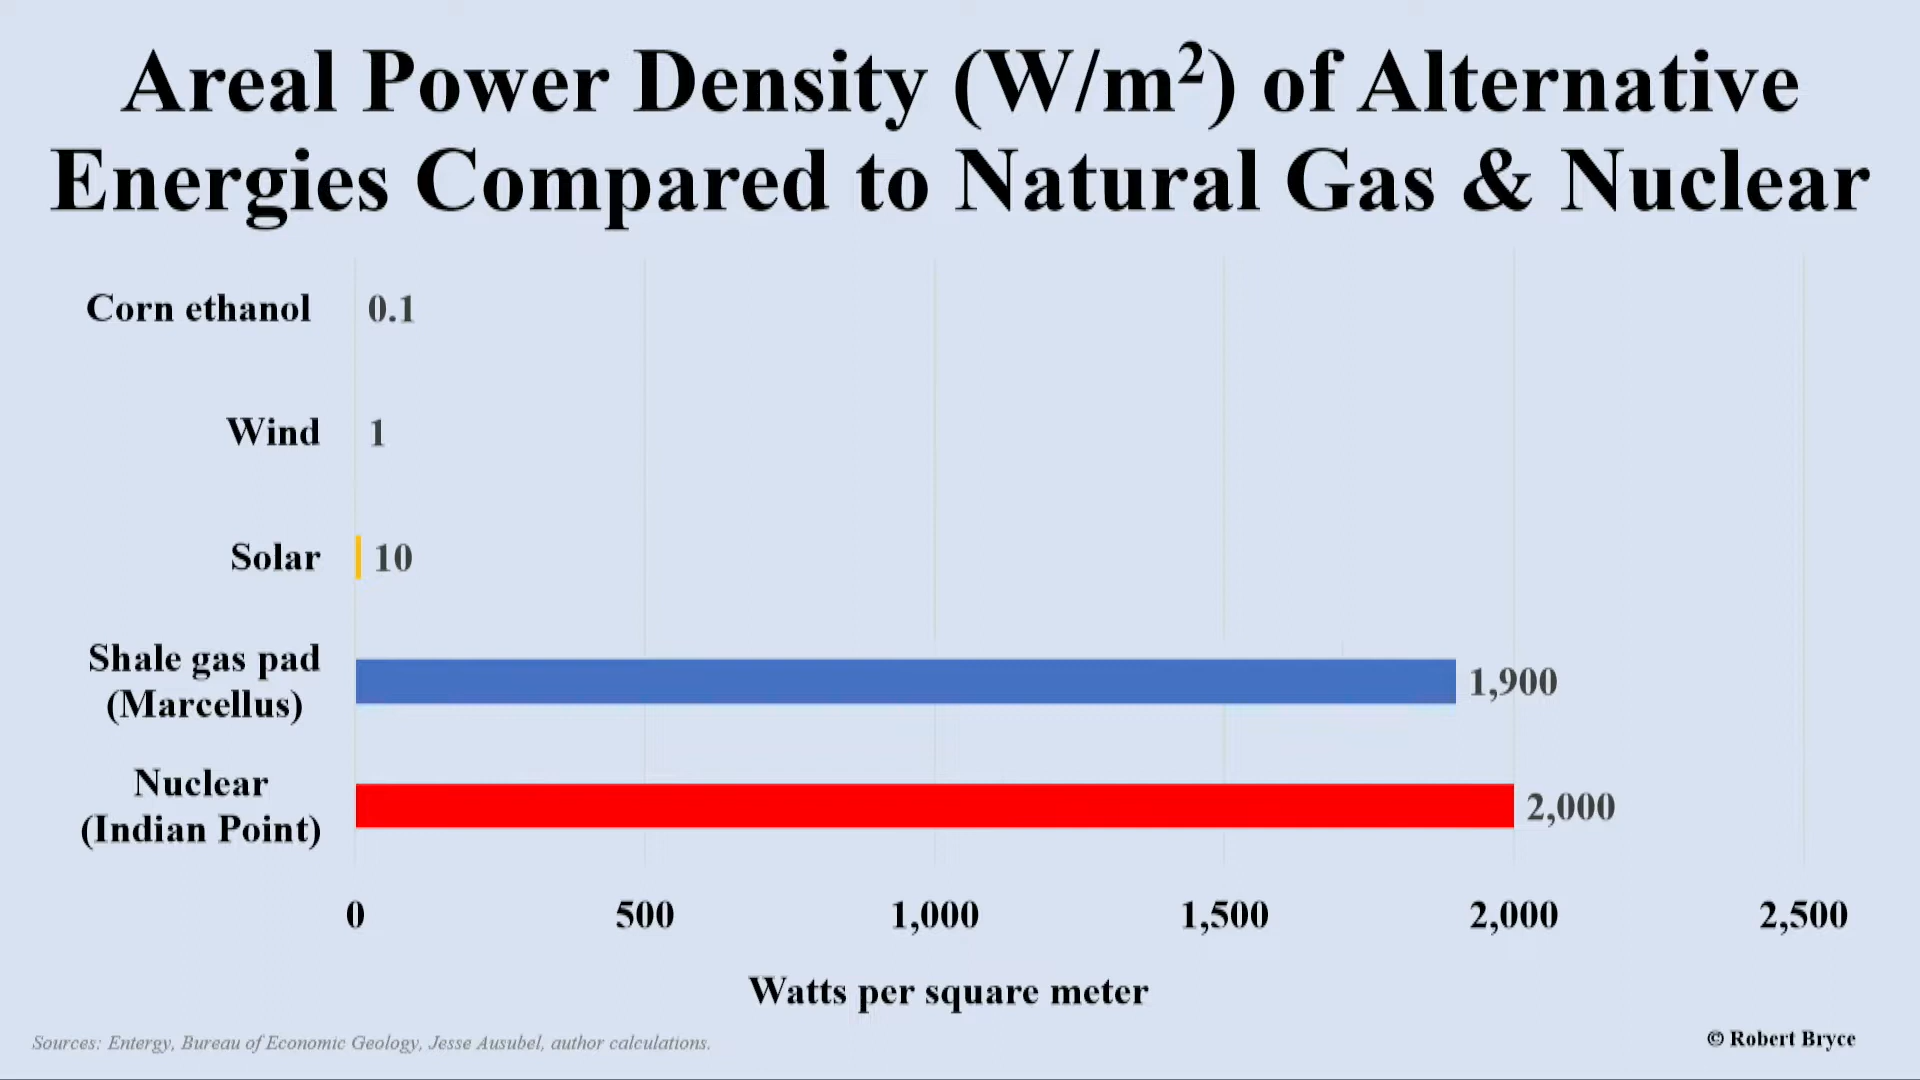 Areal Power Density (W/m²) of Alternative
Energies Compared to Natural Gas & Nuclear
Corn ethanol 0.1
Wind 1
Solar 10
Shale gas pad
(Marcellus) 1,900
Nuclear
(Indian Point) 2,000
0 500 1,000 1,500 2,000 2,500
Watts per square meter
Sources: Entergy, Bureau of Economic Geology, Jesse Ausubel, author calculations.
© Robert Bryce